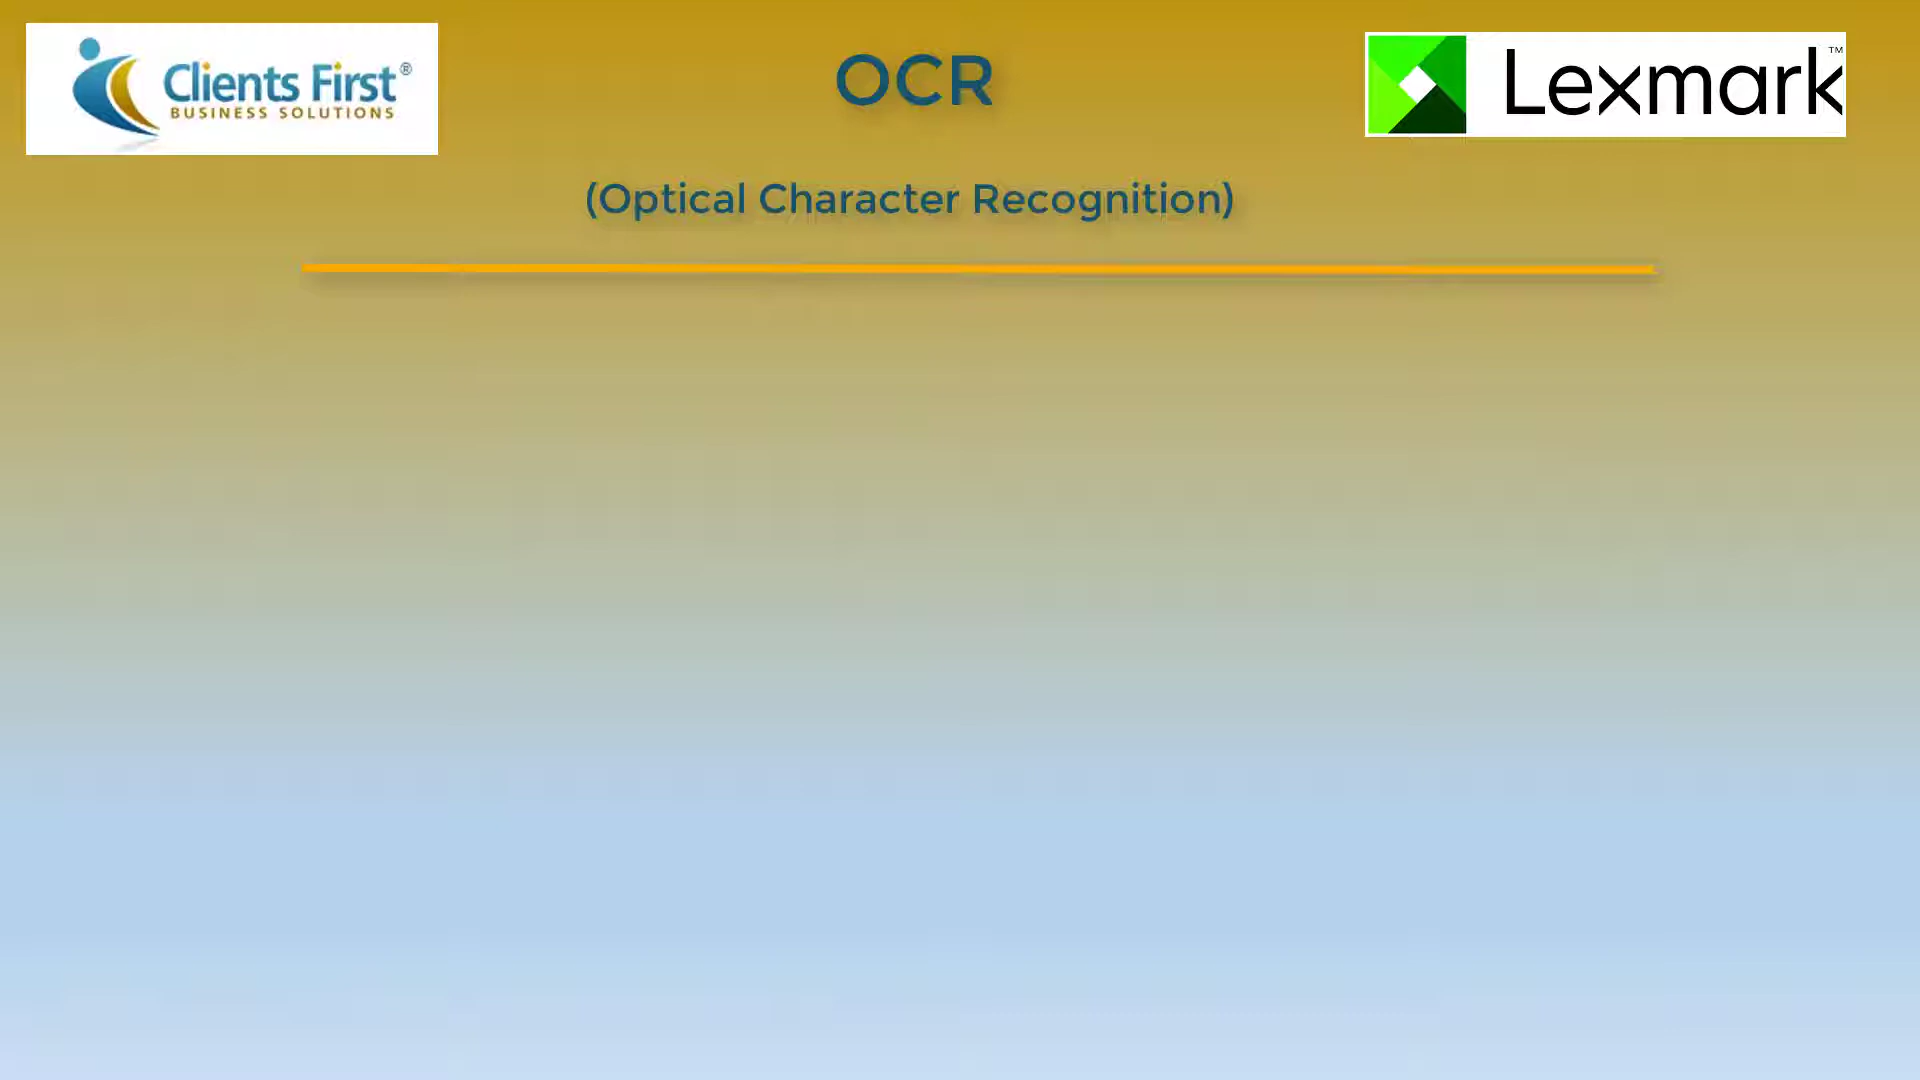 Clients First®
BUSINESS SOLUTIONS
OCR
Lexmark™
(Optical Character Recognition)